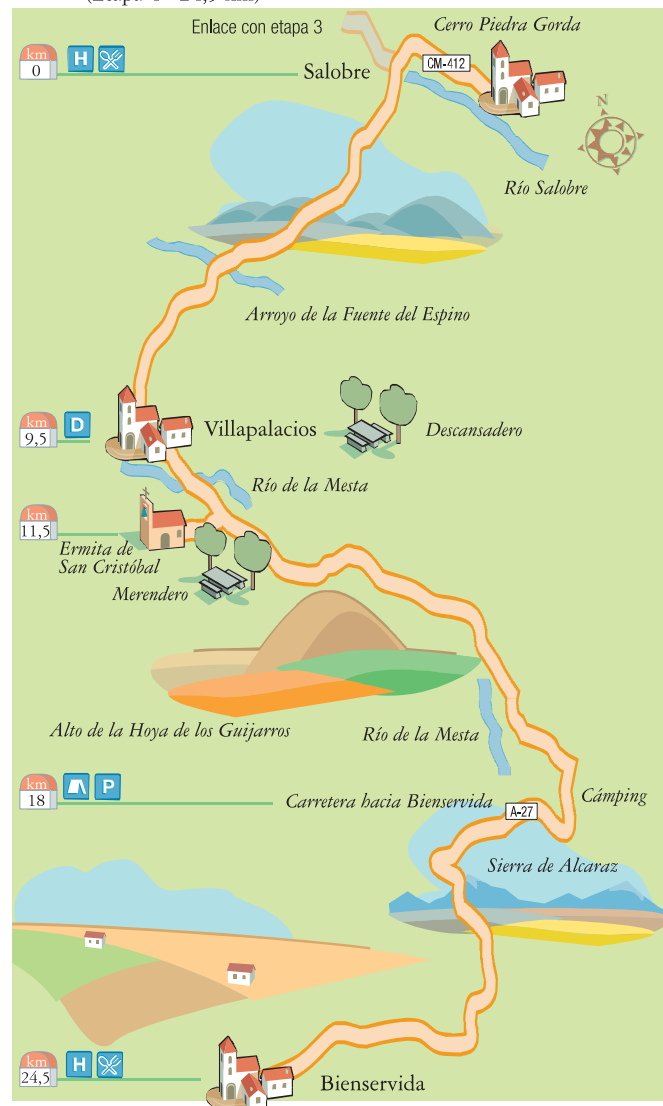 Enlace con etapa 3
Cerro Piedra Gorda
km
0
H
Salobre
CM-412
N
Río Salobre
Arroyo de la Fuente del Espino
km
9,5
D
Villapalacios
Descansadero
Río de la Mesta
km
11,5
Ermita de
San Cristóbal
Merendero
Alto de la Hoya de los Guijarros
Río de la Mesta
km
18
P
Carretera hacia Bienservida
A-27
Cámping
Sierra de Alcaraz
km
24,5
H
Bienservida